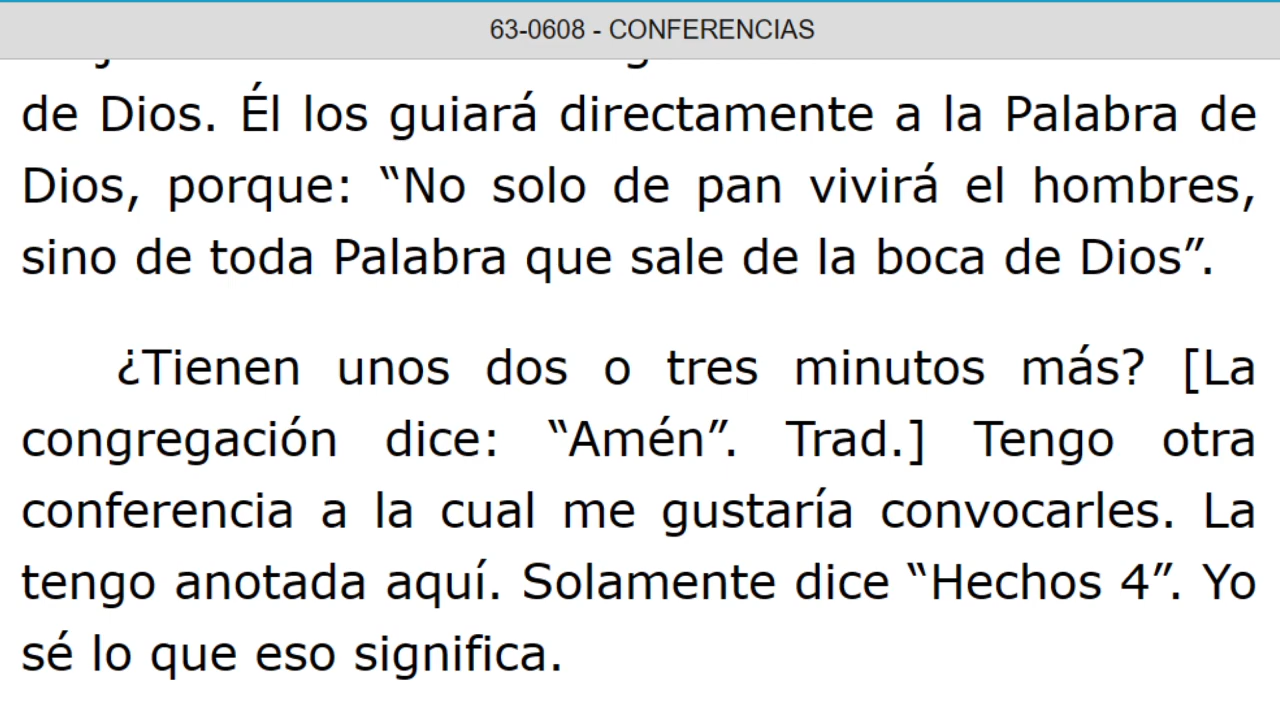 63-0608 - CONFERENCIAS
de Dios. Él los guiará directamente a la Palabra de
Dios, porque: “No solo de pan vivirá el hombres,
sino de toda Palabra que sale de la boca de Dios”.
¿Tienen unos dos o tres minutos más? [La
congregación dice: “Amén”. Trad.] Tengo otra
conferencia a la cual me gustaría convocarles. La
tengo anotada aquí. Solamente dice “Hechos 4”. Yo
sé lo que eso significa.